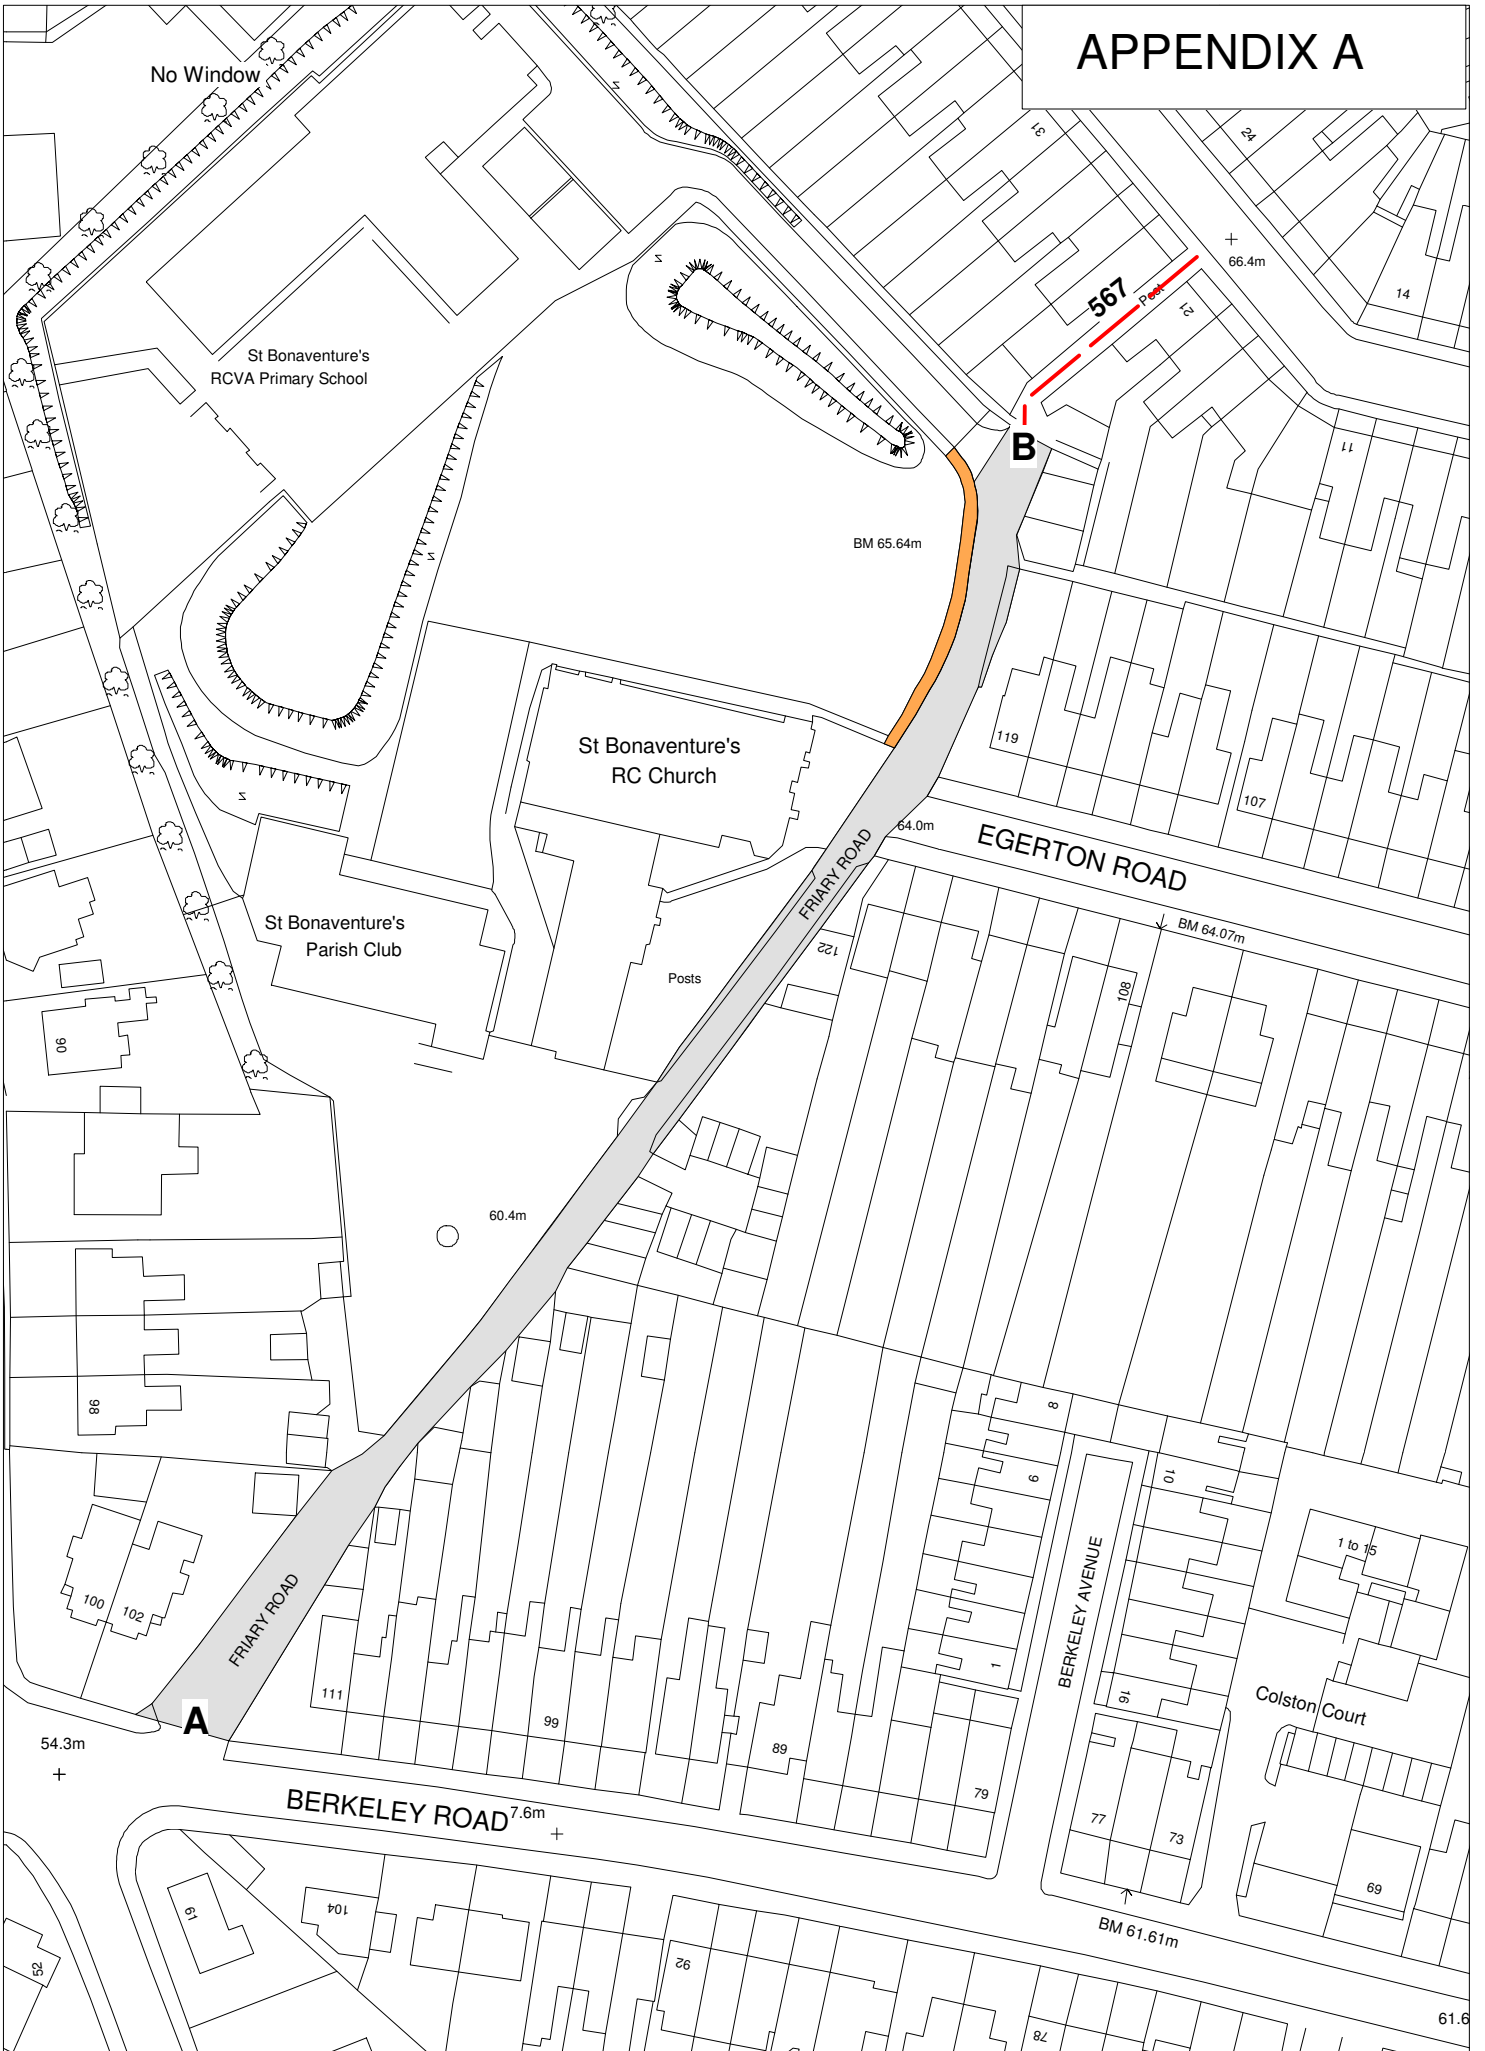 APPENDIX A
No Window
31
24
66.4m
14
567
Post
21
St Bonaventure's
RCVA Primary School
B
11
BM 65.64m
119
107
St Bonaventure's
RC Church
64.0m
EGERTON ROAD
FRIARY ROAD
St Bonaventure's
Parish Club
122
BM 64.07m
Posts
108
90
60.4m
98
8
6
10
1 to 15
100
102
FRIARY ROAD
BERKELEY AVENUE
1
111
A
99
16
Colston Court
54.3m
89
79
77
73
BERKELEY ROAD
7.6m
69
61
104
BM 61.61m
52
92
61.6
78